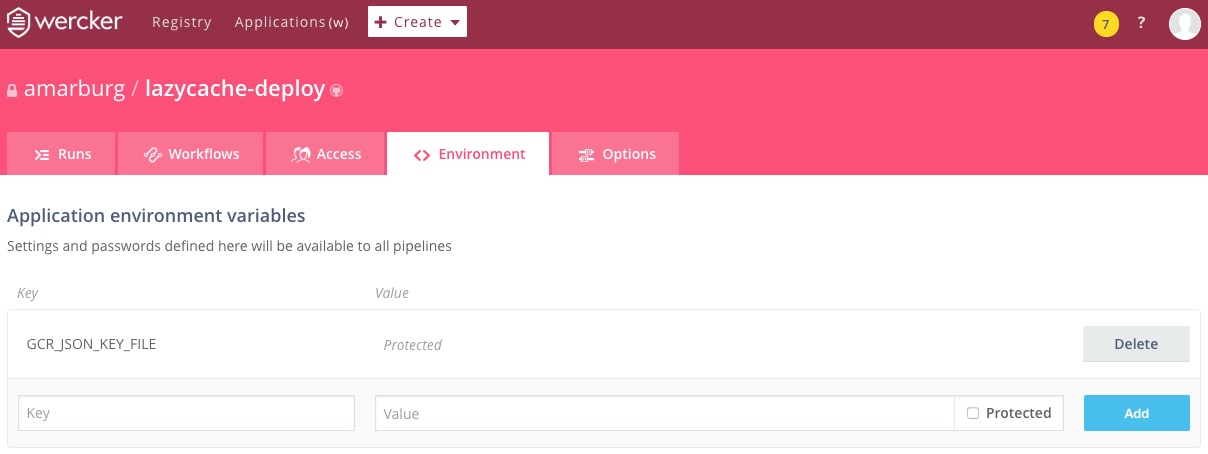 wercker Registry Applications (w) + Create 7 ?
amarburg / lazycache-deploy
Runs Workflows Access Environment Options
Application environment variables
Settings and passwords defined here will be available to all pipelines
Key Value
GCR_JSON_KEY_FILE Protected Delete
Key Value Protected Add